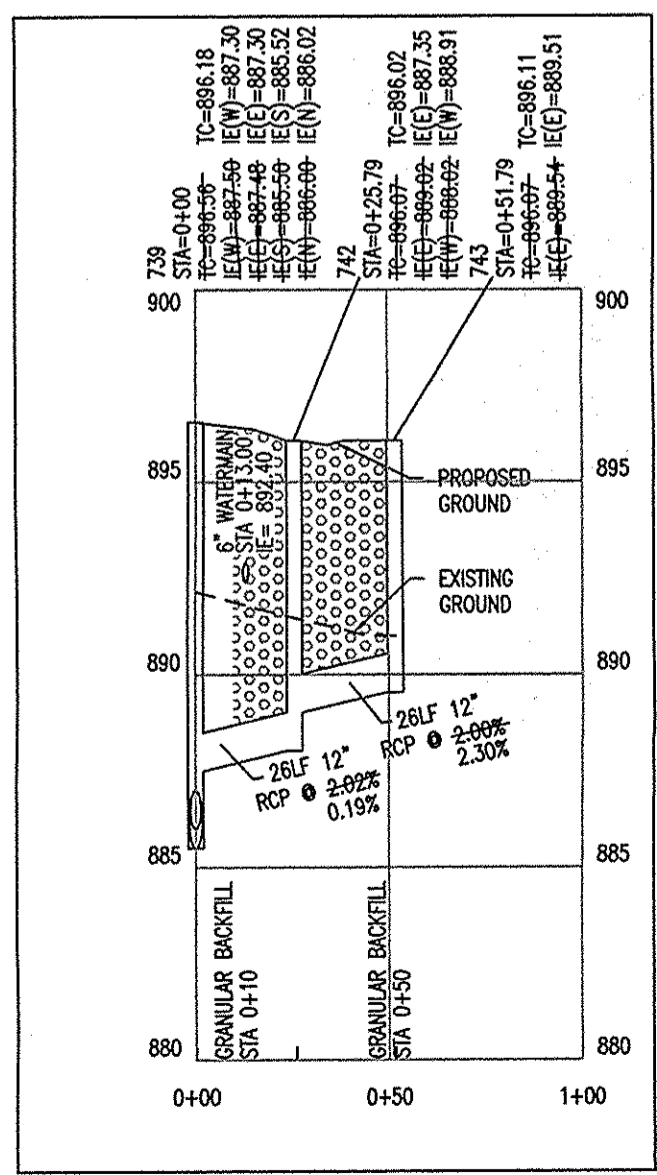 739
STA=0+00
TC=896.56 TC=896.18
IE(W)=887.50 IE(W)=887.30
IE(E)=887.48 IE(E)=887.30
IE(S)=885.50 IE(S)=885.52
IE(N)=886.00 IE(N)=886.02
742
STA=0+25.79
TC=896.07 TC=896.02
IE(E)=889.02 IE(E)=887.35
IE(W)=888.02 IE(W)=888.91
743
STA=0+51.79
TC=896.07 TC=896.11
IE(E)=889.54 IE(E)=889.51
900 900
895 895
6" WATERMAIN
STA 0+13.00
IE= 892.40
PROPOSED
GROUND
EXISTING
GROUND
890 890
26LF 12"
RCP @ 2.00%
2.30%
26LF 12"
RCP @ 2.02%
0.19%
885 885
GRANULAR BACKFILL
STA 0+10
GRANULAR BACKFILL
STA 0+50
880 880
0+00 0+50 1+00